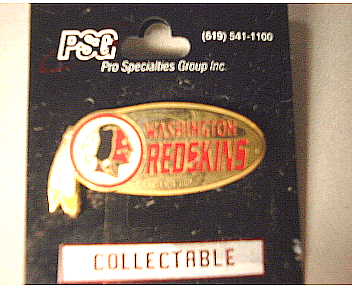 PSG
(619) 541-1100
Pro Specialties Group Inc.
WASHINGTON
REDSKINS
COLLECTABLE